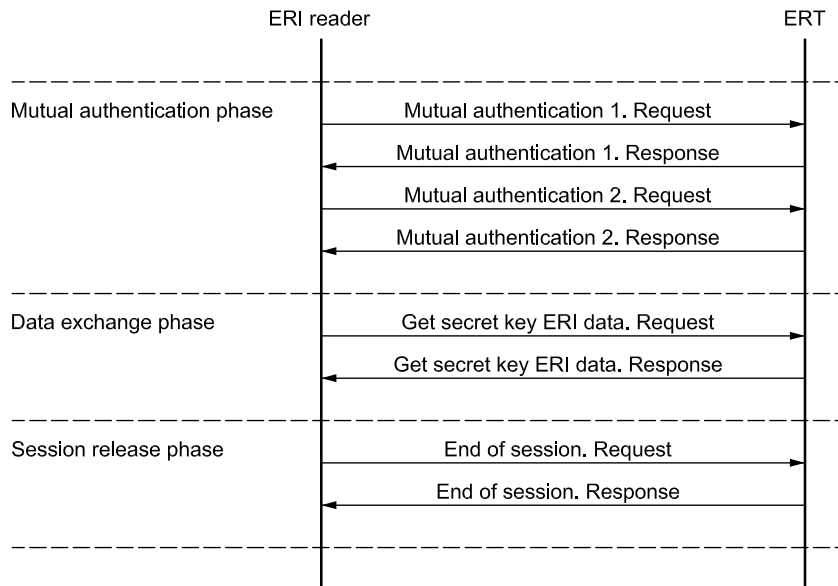 ERI reader
ERT
Mutual authentication phase
Mutual authentication 1. Request
Mutual authentication 1. Response
Mutual authentication 2. Request
Mutual authentication 2. Response
Data exchange phase
Get secret key ERI data. Request
Get secret key ERI data. Response
Session release phase
End of session. Request
End of session. Response